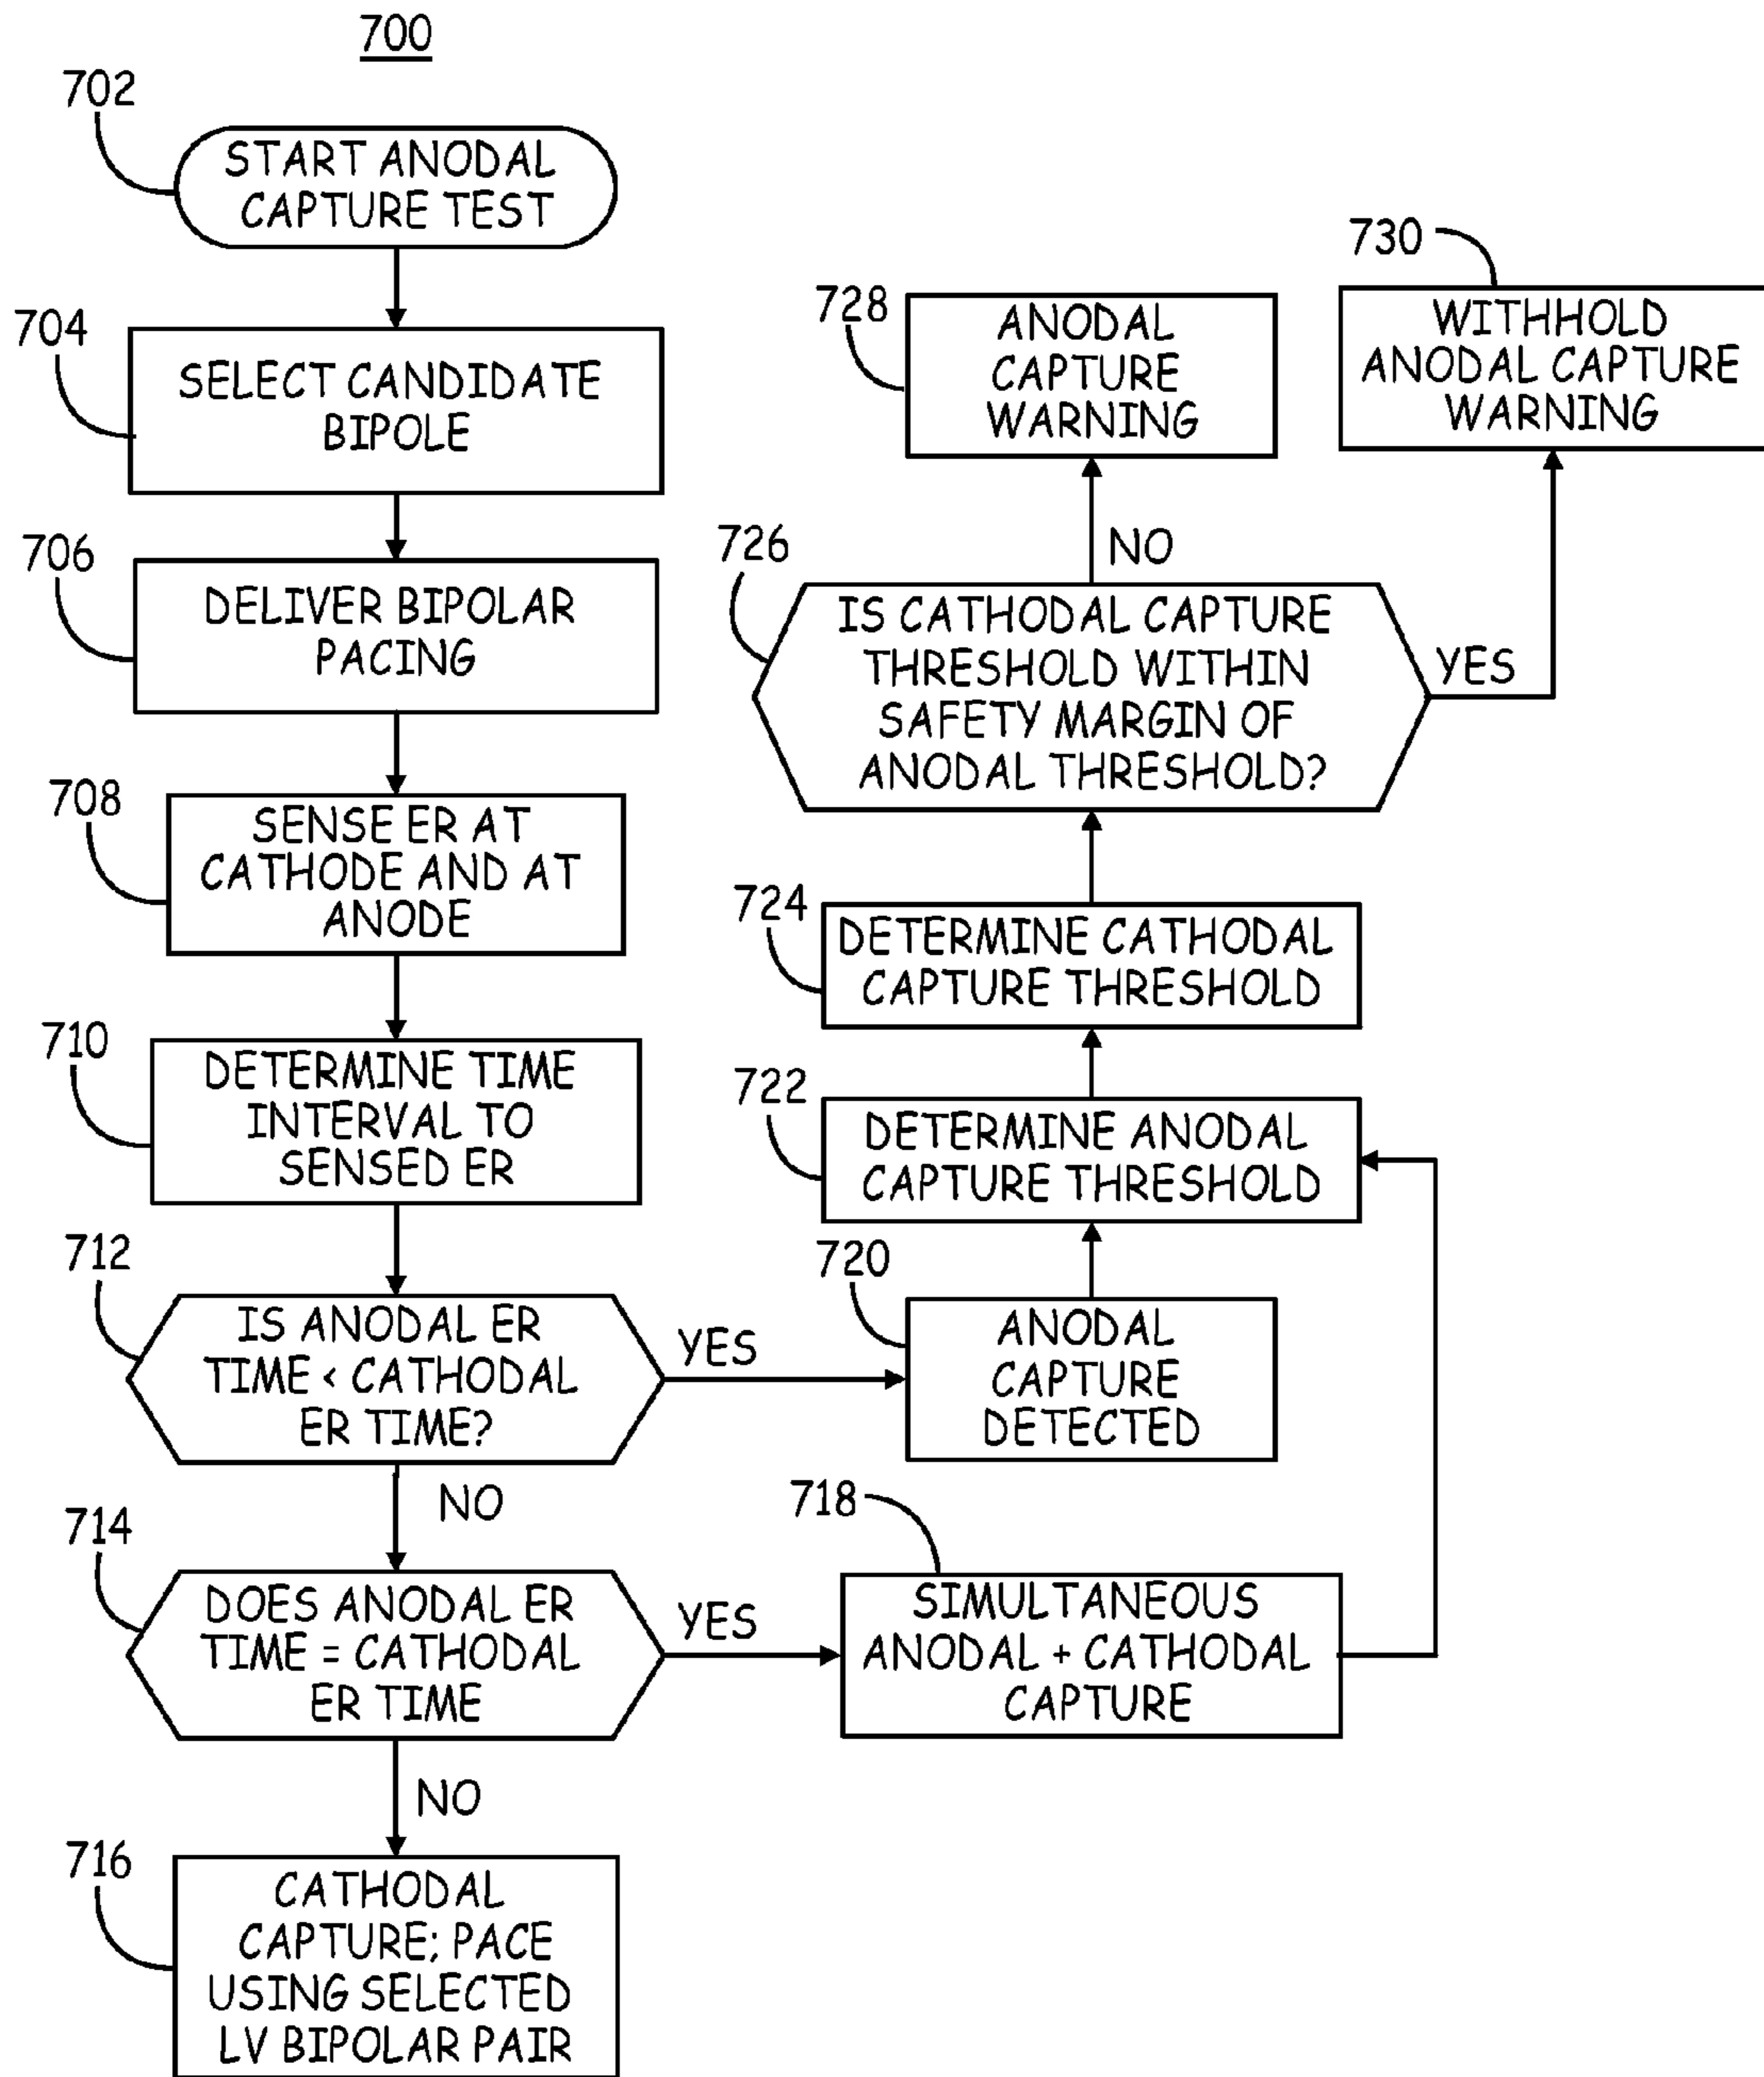 700
702
START ANODAL
CAPTURE TEST
704
SELECT CANDIDATE
BIPOLE
706
DELIVER BIPOLAR
PACING
708
SENSE ER AT
CATHODE AND AT
ANODE
710
DETERMINE TIME
INTERVAL TO
SENSED ER
712
IS ANODAL ER
TIME < CATHODAL
ER TIME?
YES
NO
714
DOES ANODAL ER
TIME = CATHODAL
ER TIME
YES
NO
716
CATHODAL
CAPTURE; PACE
USING SELECTED
LV BIPOLAR PAIR
718
SIMULTANEOUS
ANODAL + CATHODAL
CAPTURE
720
ANODAL
CAPTURE
DETECTED
722
DETERMINE ANODAL
CAPTURE THRESHOLD
724
DETERMINE CATHODAL
CAPTURE THRESHOLD
726
IS CATHODAL CAPTURE
THRESHOLD WITHIN
SAFETY MARGIN OF
ANODAL THRESHOLD?
NO
YES
728
ANODAL
CAPTURE
WARNING
730
WITHHOLD
ANODAL CAPTURE
WARNING